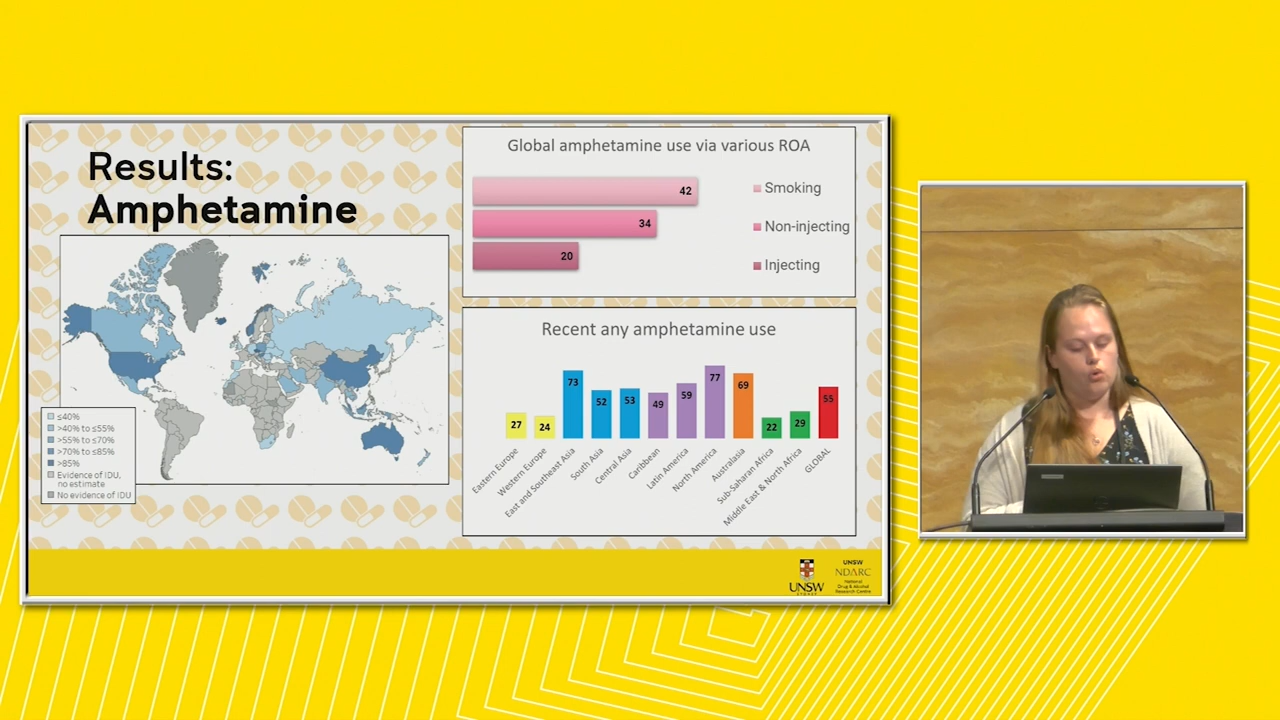 Results:
Amphetamine
≤40%
>40% to ≤55%
>55% to ≤70%
>70% to ≤85%
>85%
Evidence of IDU,
no estimate
No evidence of IDU
Global amphetamine use via various ROA
42
34
20
Smoking
Non-injecting
Injecting
Recent any amphetamine use
27
24
73
52
53
49
59
77
69
22
29
55
Eastern Europe
Western Europe
East and Southeast Asia
South Asia
Central Asia
Caribbean
Latin America
North America
Australasia
Sub-Saharan Africa
Middle East & North Africa
GLOBAL
UNSW
SYDNEY
UNSW
NDARC
National
Drug & Alcohol
Research Centre